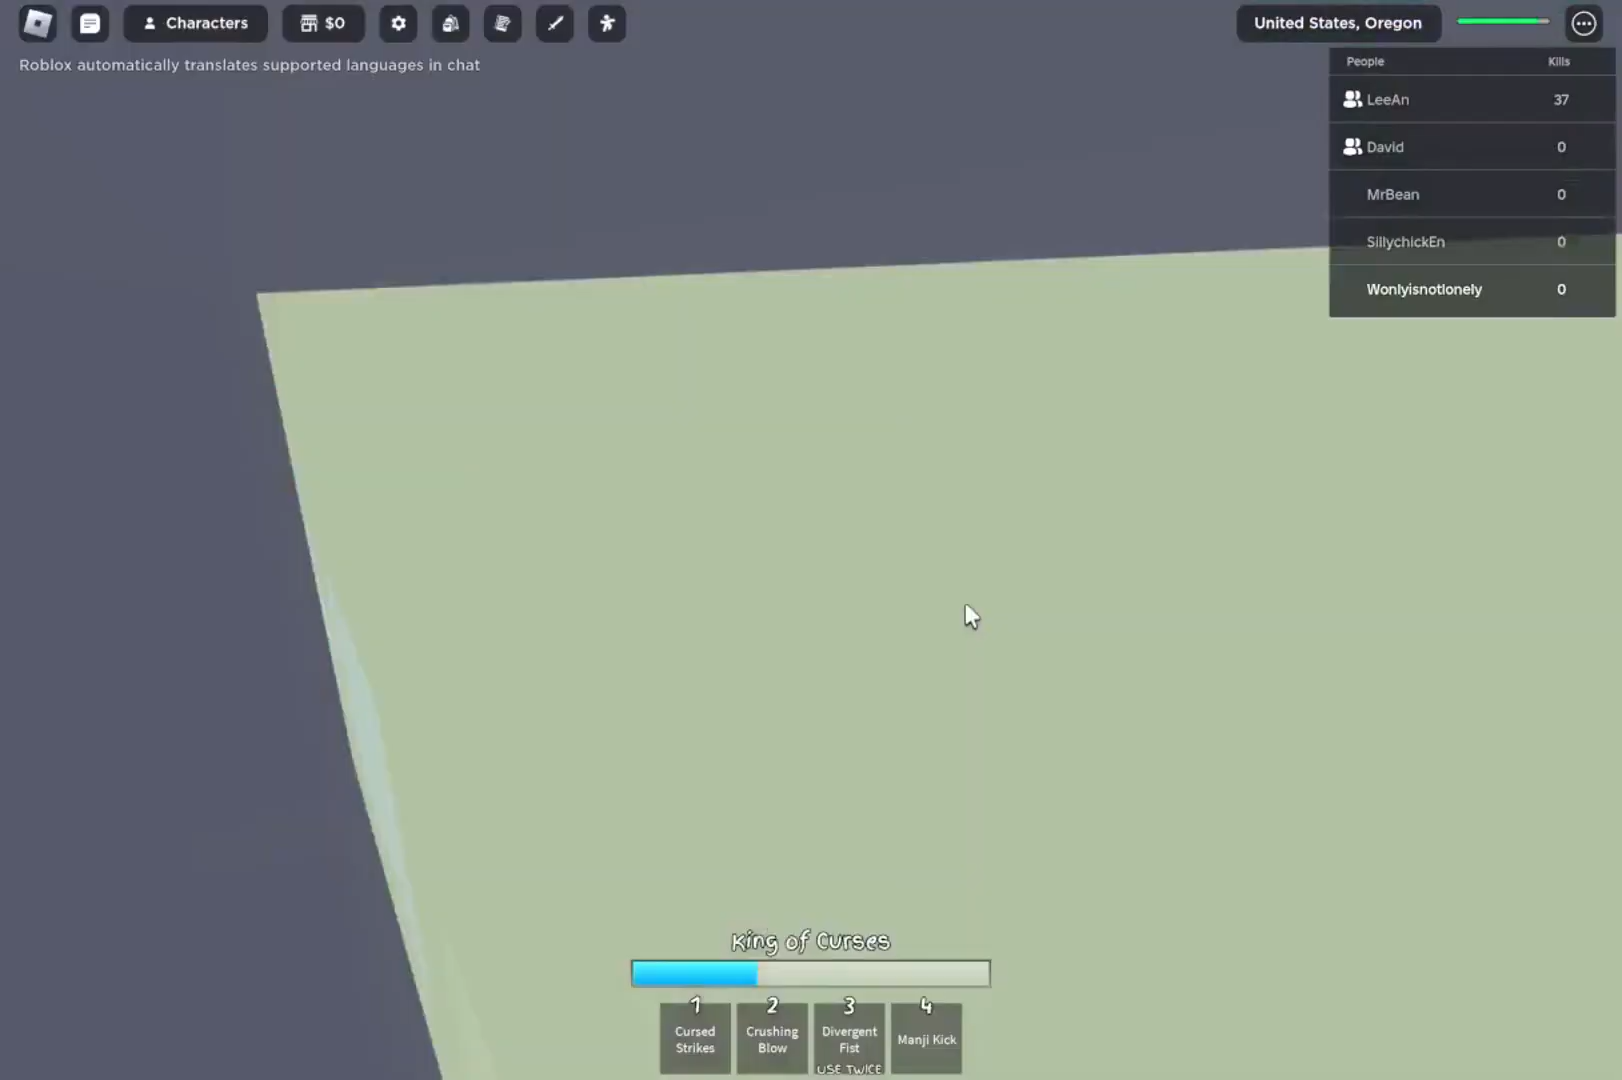 Characters
$0
United States, Oregon
Roblox automatically translates supported languages in chat
People Kills
LeeAn 37
David 0
MrBean 0
SillychickEn 0
Wonlyisnotlonely 0
King of Curses
1 2 3 4
Cursed Strikes
Crushing Blow
Divergent Fist
USE TWICE
Manji Kick